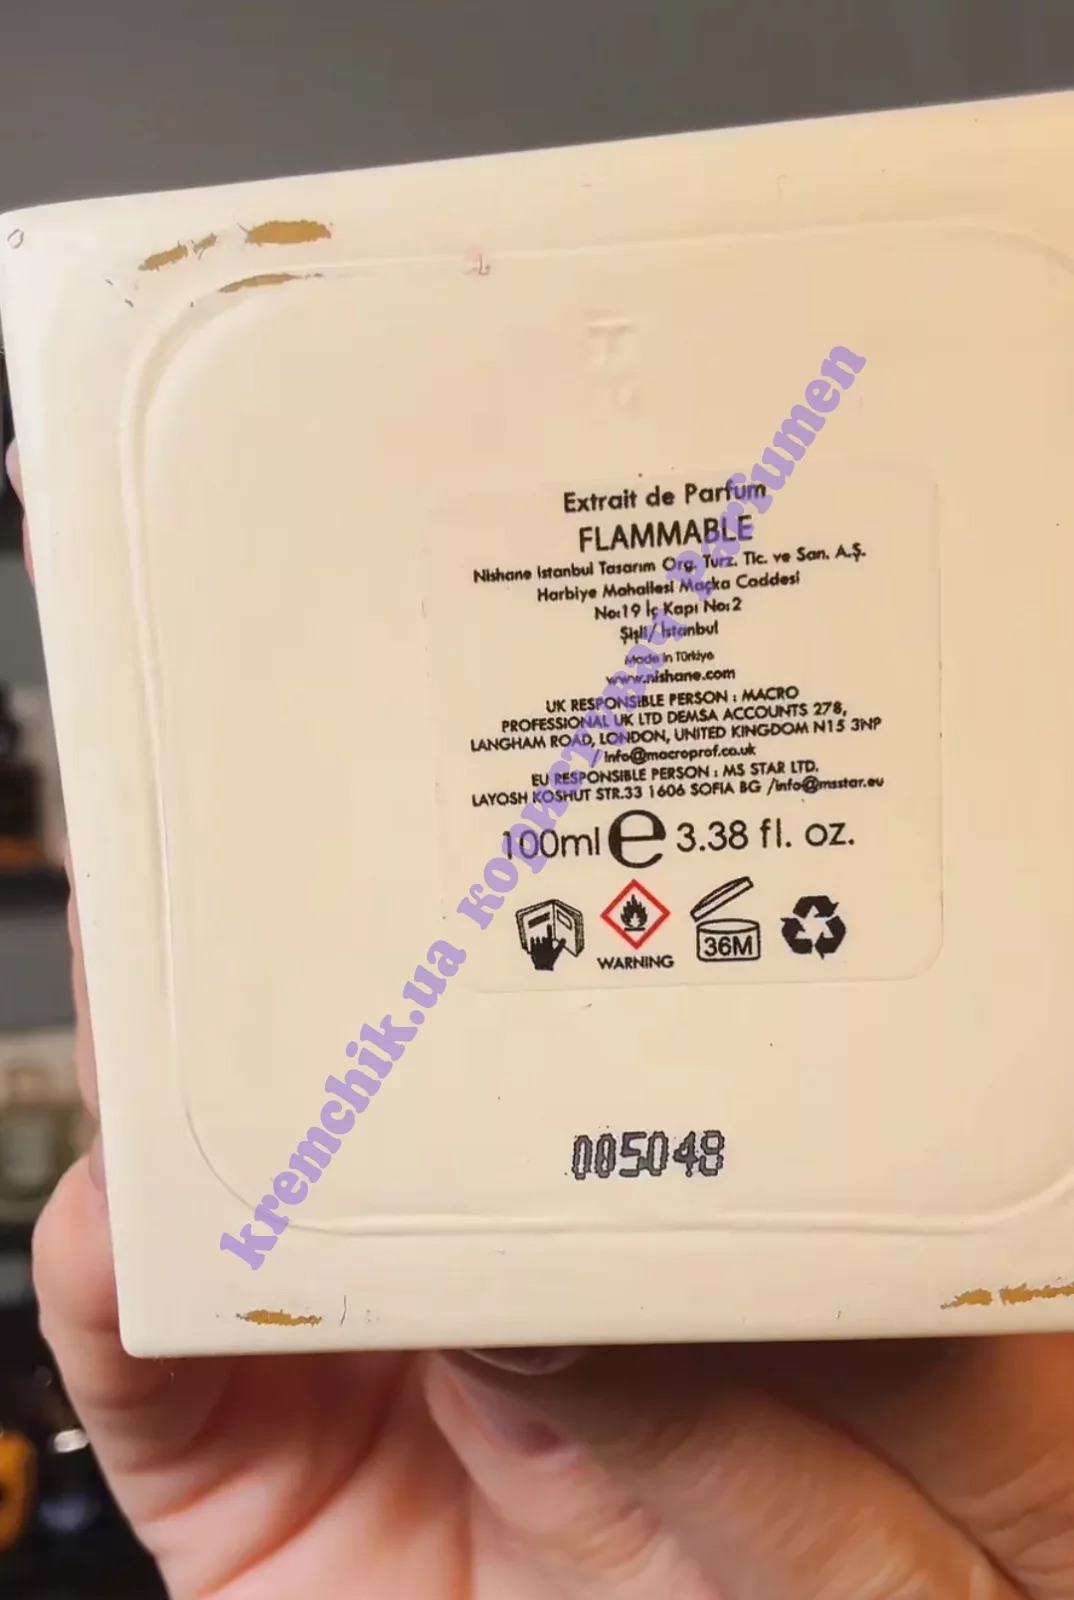 Extrait de Parfum
FLAMMABLE
Nishane İstanbul Tasarım Org. Turz. Tic. ve San. A.Ş.
Harbiye Mahallesi Maçka Caddesi
No:19 İç Kapı No:2
Şişli/İstanbul
Made in Türkiye
www.nishane.com
UK RESPONSIBLE PERSON : MACRO
PROFESSIONAL UK LTD DEMSA ACCOUNTS 278,
LANGHAM ROAD, LONDON, UNITED KINGDOM N15 3NP
/ info@macroprof.co.uk
EU RESPONSIBLE PERSON : MS STAR LTD.
LAYOSH KOSHUT STR.33 1606 SOFIA BG /info@msstar.eu
100ml e 3.38 fl. oz.
WARNING
36M
005048
kremchik.ua користувач Parfumen